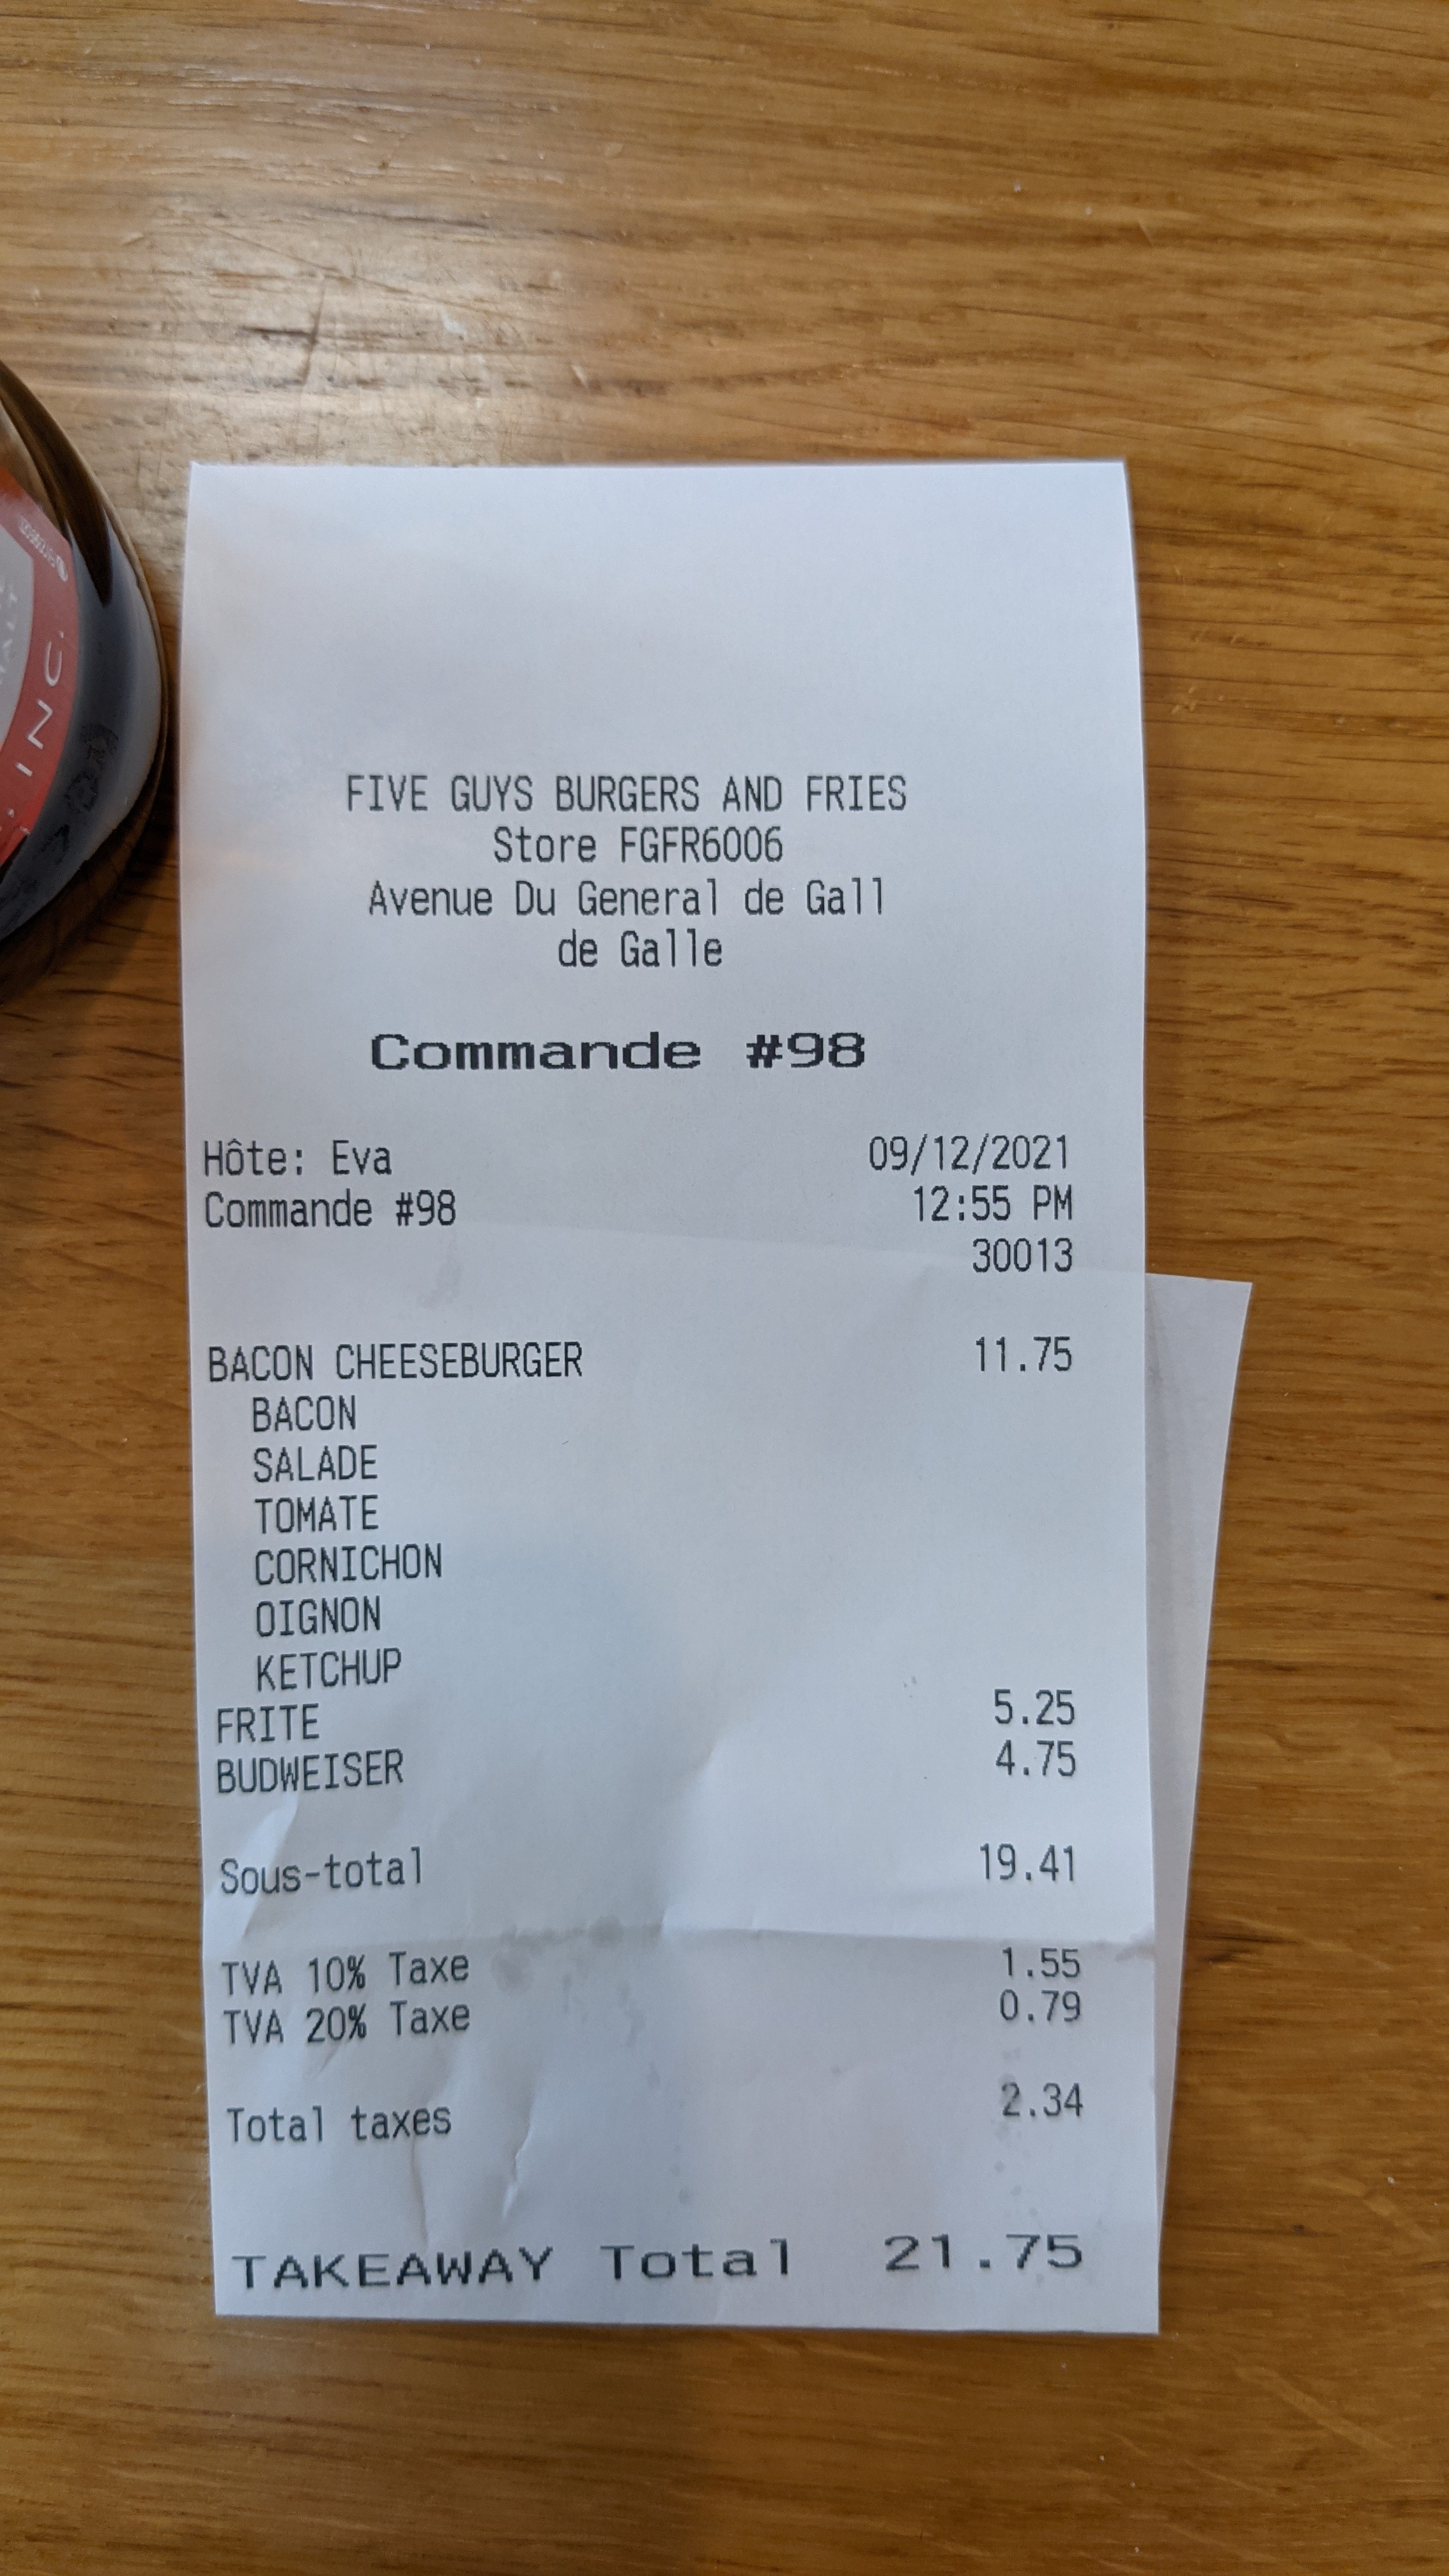 FIVE GUYS BURGERS AND FRIES
Store FGFR6006
Avenue Du General de Gall
de Galle
Commande #98
Hôte: Eva 09/12/2021
Commande #98 12:55 PM
30013
BACON CHEESEBURGER 11.75
BACON
SALADE
TOMATE
CORNICHON
OIGNON
KETCHUP
FRITE 5.25
BUDWEISER 4.75
Sous-total 19.41
TVA 10% Taxe 1.55
TVA 20% Taxe 0.79
Total taxes 2.34
TAKEAWAY Total 21.75
INC.